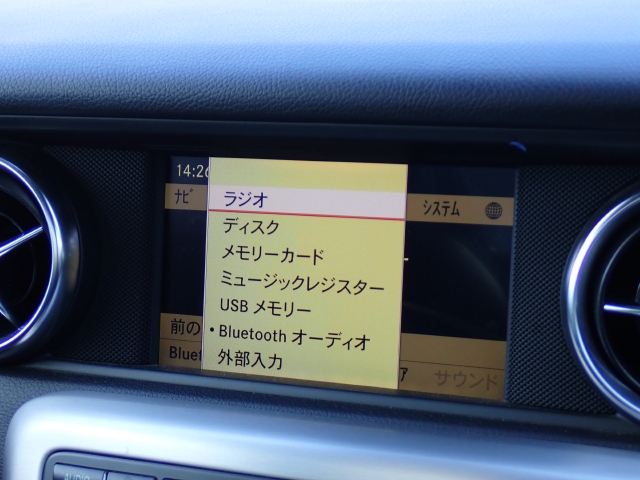 14:26
ナビ
システム
ラジオ
ディスク
メモリーカード
ミュージックレジスター
USB メモリー
• Bluetooth オーディオ
外部入力
前の
サウンド
AUDIO